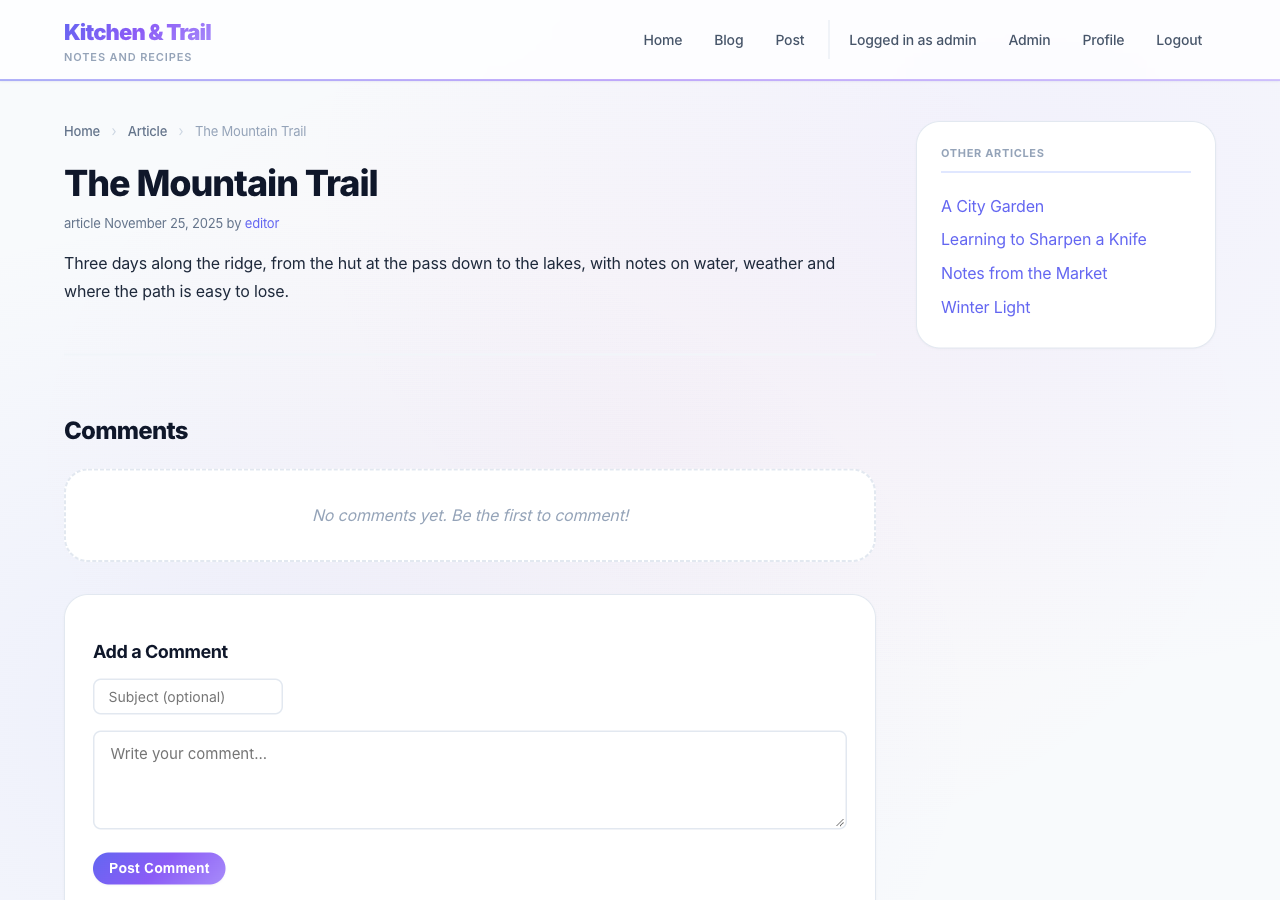 Kitchen & Trail
NOTES AND RECIPES
Home Blog Post Logged in as admin Admin Profile Logout
Home › Article › The Mountain Trail
The Mountain Trail
article November 25, 2025 by editor
Three days along the ridge, from the hut at the pass down to the lakes, with notes on water, weather and
where the path is easy to lose.
OTHER ARTICLES
A City Garden
Learning to Sharpen a Knife
Notes from the Market
Winter Light
Comments
No comments yet. Be the first to comment!
Add a Comment
Subject (optional)
Write your comment...
Post Comment